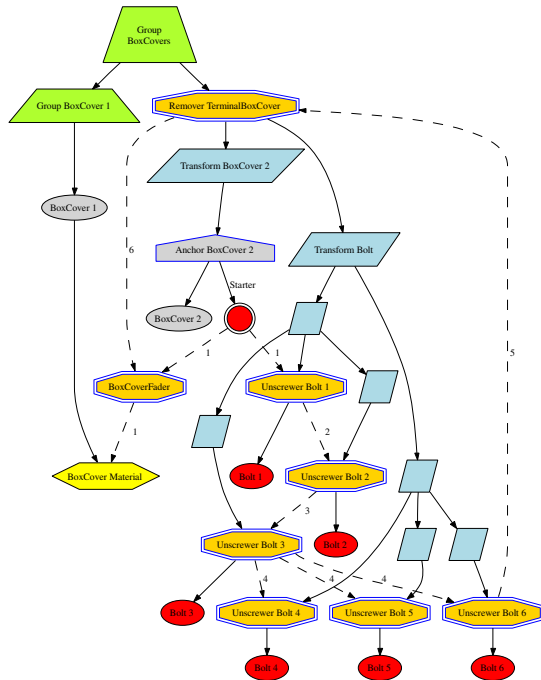 Group
BoxCovers
Group BoxCover 1
Remover TerminalBoxCover
Transform BoxCover 2
BoxCover 1
6
Anchor BoxCover 2
Transform Bolt
Starter
BoxCover 2
1
1
5
BoxCoverFader
Unscrewer Bolt 1
1
2
BoxCover Material
Bolt 1
Unscrewer Bolt 2
3
Unscrewer Bolt 3
Bolt 2
4
4
4
Bolt 3
Unscrewer Bolt 4
Unscrewer Bolt 5
Unscrewer Bolt 6
Bolt 4
Bolt 5
Bolt 6